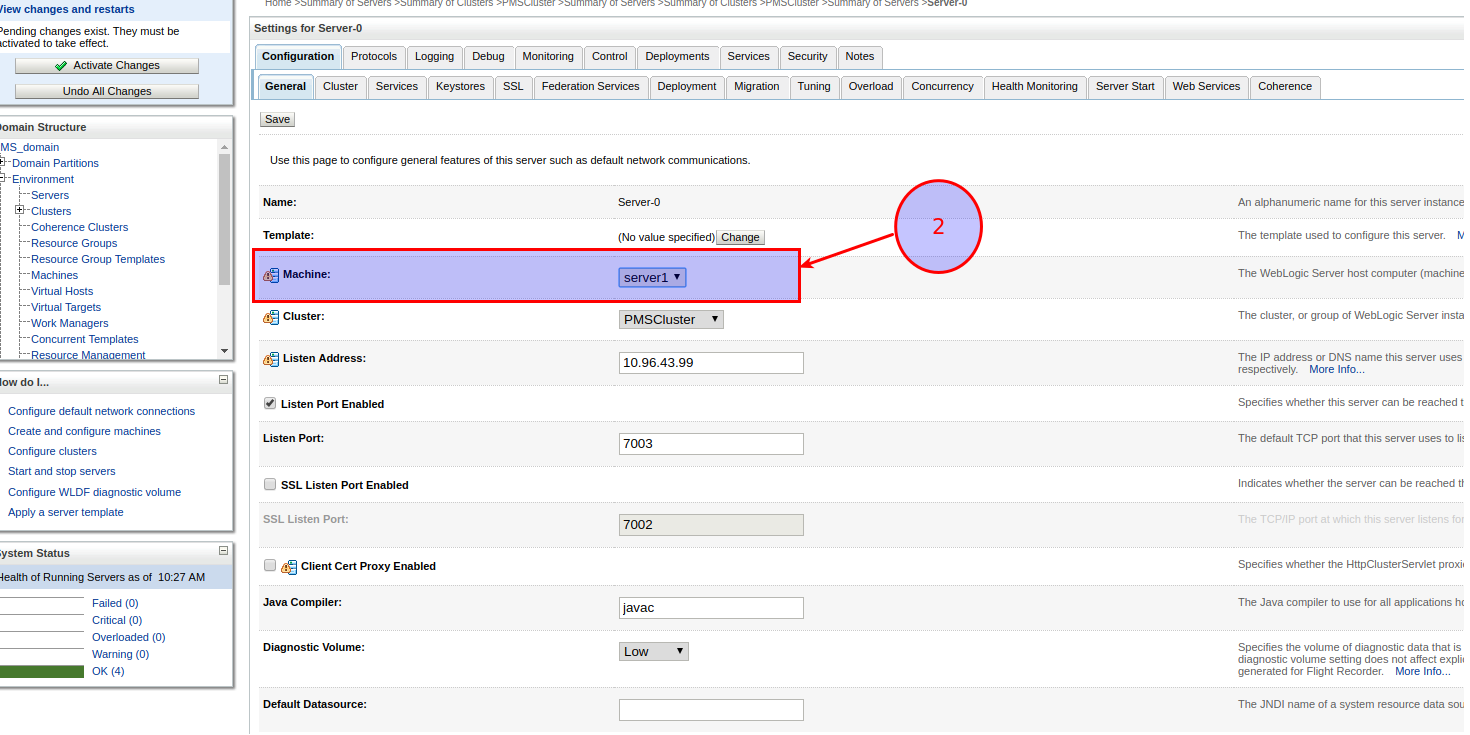 Home >Summary of Servers >Summary of Clusters >PMSCluster >Summary of Servers >Summary of Clusters >PMSCluster >Summary of Servers >Server-0
View changes and restarts
Pending changes exist. They must be
activated to take effect.
Activate Changes
Undo All Changes
Domain Structure
MS_domain
Domain Partitions
Environment
Servers
Clusters
Coherence Clusters
Resource Groups
Resource Group Templates
Machines
Virtual Hosts
Virtual Targets
Work Managers
Concurrent Templates
Resource Management
How do I...
Configure default network connections
Create and configure machines
Configure clusters
Start and stop servers
Configure WLDF diagnostic volume
Apply a server template
System Status
Health of Running Servers as of 10:27 AM
Failed (0)
Critical (0)
Overloaded (0)
Warning (0)
OK (4)
Settings for Server-0
Configuration Protocols Logging Debug Monitoring Control Deployments Services Security Notes
General Cluster Services Keystores SSL Federation Services Deployment Migration Tuning Overload Concurrency Health Monitoring Server Start Web Services Coherence
Save
Use this page to configure general features of this server such as default network communications.
Name: Server-0 An alphanumeric name for this server instance
Template: (No value specified) Change The template used to configure this server. M
2
Machine: server1 The WebLogic Server host computer (machine
Cluster: PMSCluster The cluster, or group of WebLogic Server insta
Listen Address: 10.96.43.99 The IP address or DNS name this server uses
respectively. More Info...
Listen Port Enabled Specifies whether this server can be reached t
Listen Port: 7003 The default TCP port that this server uses to lis
SSL Listen Port Enabled Indicates whether the server can be reached th
SSL Listen Port: 7002 The TCP/IP port at which this server listens for
Client Cert Proxy Enabled Specifies whether the HttpClusterServlet proxi
Java Compiler: javac The Java compiler to use for all applications ho
Diagnostic Volume: Low Specifies the volume of diagnostic data that is
diagnostic volume setting does not affect expli
generated for Flight Recorder. More Info...
Default Datasource: The JNDI name of a system resource data sou